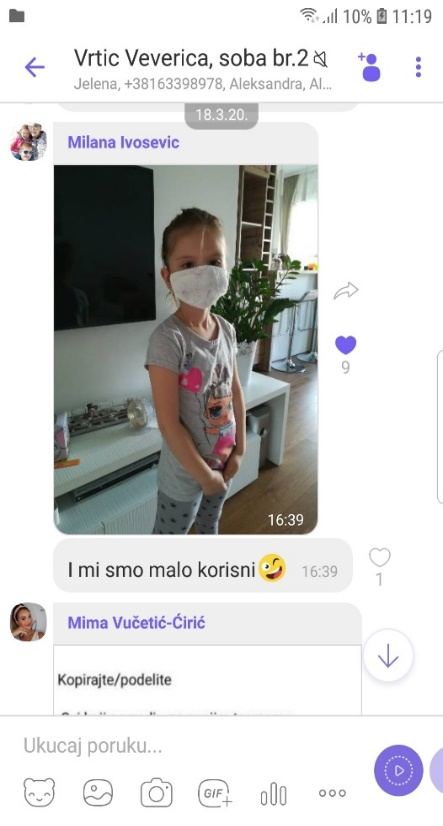 10% 11:19
Vrtic Veverica, soba br.2
Jelena, +38163398978, Aleksandra, Al...
18.3.20.
Milana Ivosevic
16:39
9
I mi smo malo korisni 16:39
1
Mima Vučetić-Ćirić
Kopirajte/podelite
Ukucaj poruku...
GIF